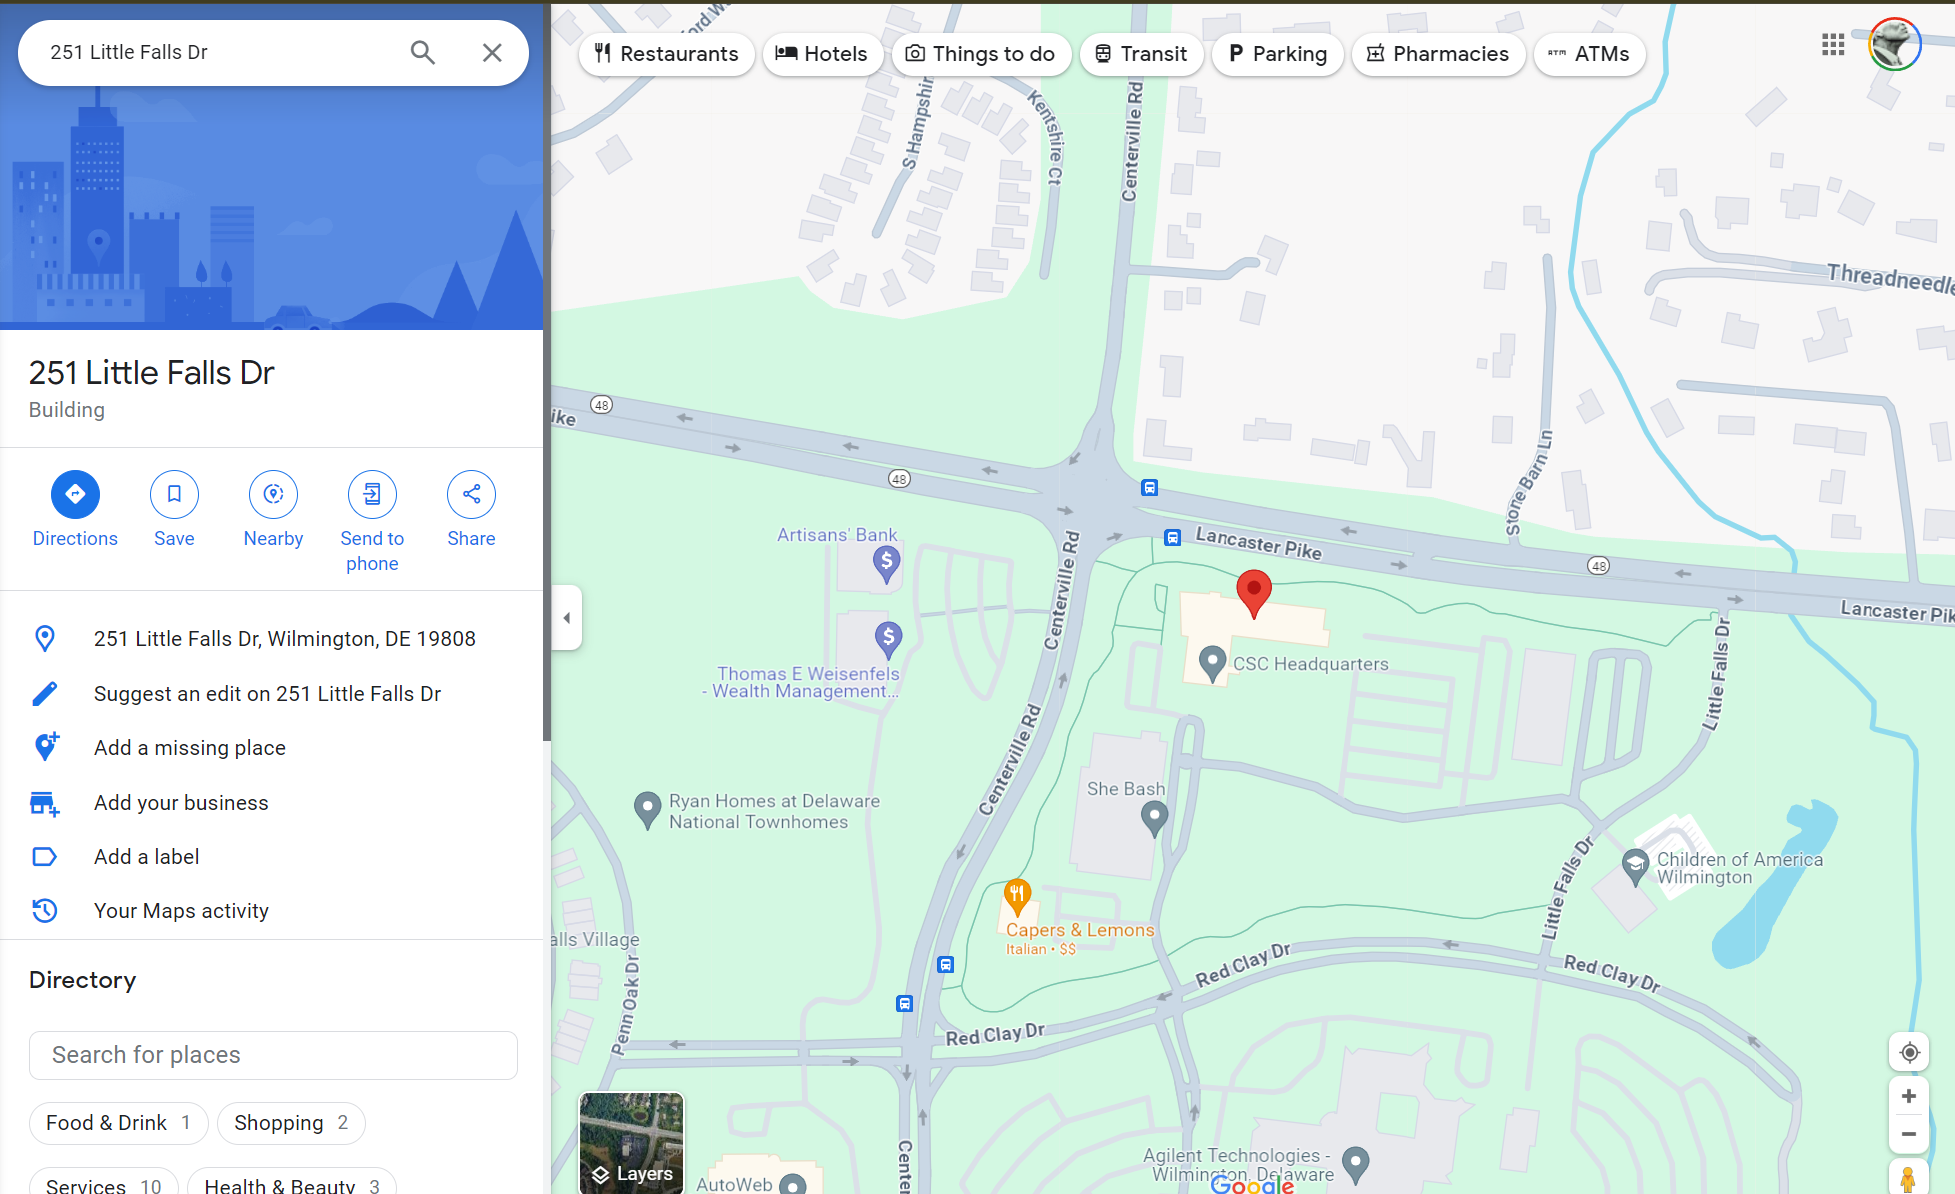 251 Little Falls Dr
Restaurants
Hotels
Things to do
Transit
Parking
Pharmacies
ATM
ATMs
251 Little Falls Dr
Building
Directions
Save
Nearby
Send to
phone
Share
251 Little Falls Dr, Wilmington, DE 19808
Suggest an edit on 251 Little Falls Dr
Add a missing place
Add your business
Add a label
Your Maps activity
Directory
Search for places
Food & Drink 1
Shopping 2
Services 10
Health & Beauty 3
S Hampshir
Kentshire Ct
Centerville Rd
Threadneedle
ike
48
48
Stone Barn Ln
Lancaster Pike
48
Lancaster Pik
Artisans' Bank
Centerville Rd
Thomas E Weisenfels
- Wealth Management...
CSC Headquarters
Little Falls Dr
Centerville Rd
She Bash
Ryan Homes at Delaware
National Townhomes
Children of America
Wilmington
Little Falls Dr
Capers & Lemons
Italian • $$
alls Village
Penn Oak Dr
Red Clay Dr
Red Clay Dr
Red Clay Dr
Center
Layers
AutoWeb
Agilent Technologies -
Wilmington, Delaware
Google